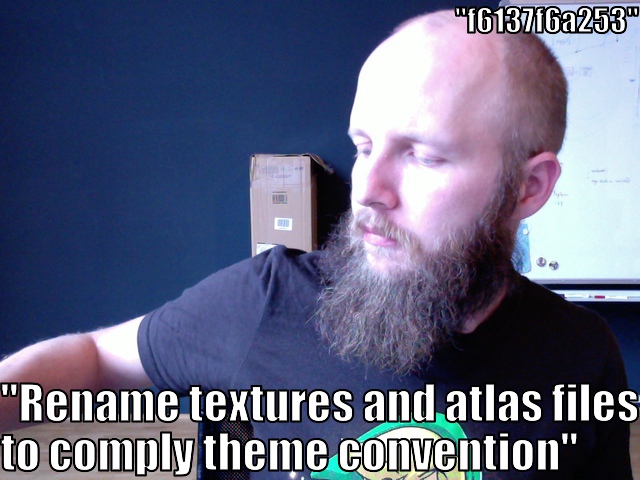 "f6137f6a253"
"Rename textures and atlas files
to comply theme convention"